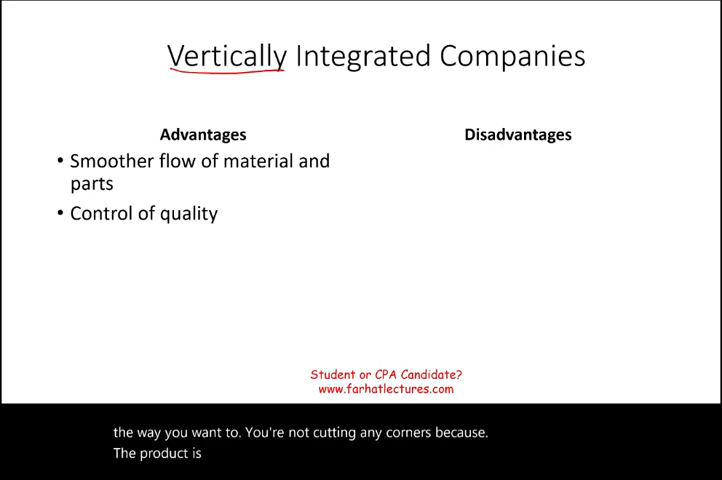 Vertically Integrated Companies
Advantages
• Smoother flow of material and
parts
• Control of quality
Disadvantages
Student or CPA Candidate?
www.farhatlectures.com
the way you want to. You're not cutting any corners because.
The product is